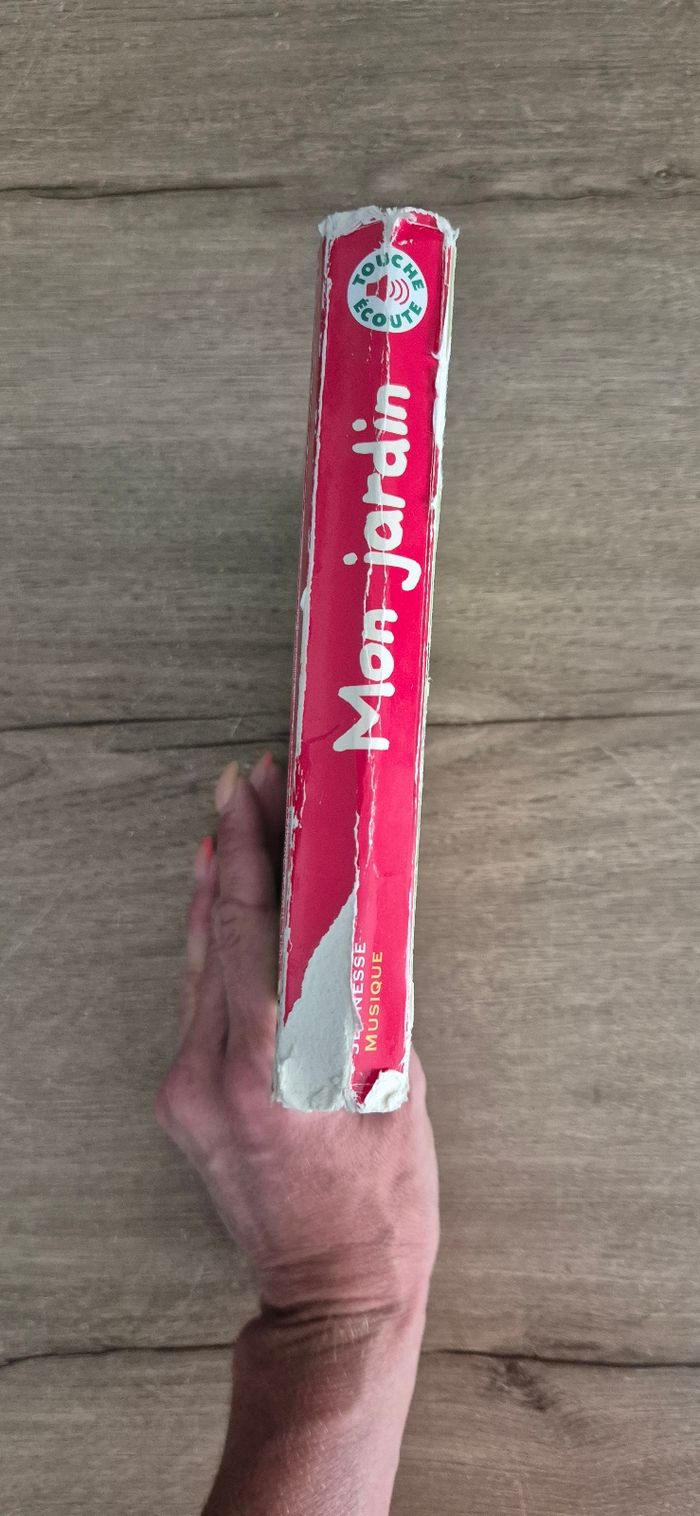 TOUCHE
ÉCOUTE
Mon jardin
MUSIQUE